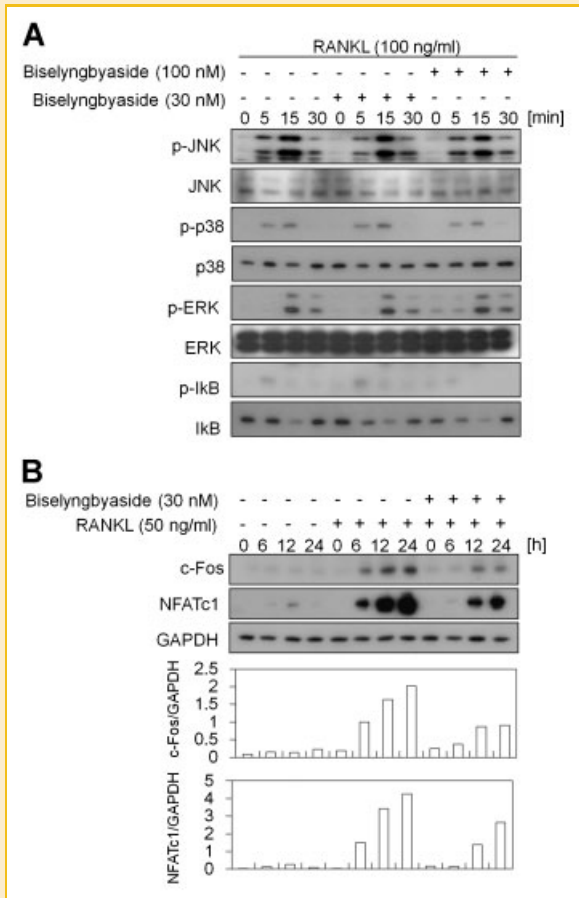 A
RANKL (100 ng/ml)
Biselyngbyaside (100 nM) - - - - - - - - + + + +
Biselyngbyaside (30 nM) - - - - + + + + - - - -
0 5 15 30 0 5 15 30 0 5 15 30 [min]
p-JNK
JNK
p-p38
p38
p-ERK
ERK
p-IkB
IkB
B
Biselyngbyaside (30 nM) - - - - - - - - + + + +
RANKL (50 ng/ml) - - - - + + + + + + + +
0 6 12 24 0 6 12 24 0 6 12 24 [h]
c-Fos
NFATc1
GAPDH
c-Fos/GAPDH
2.5
2
1.5
1
0.5
0
NFATc1/GAPDH
5
4
3
2
1
0